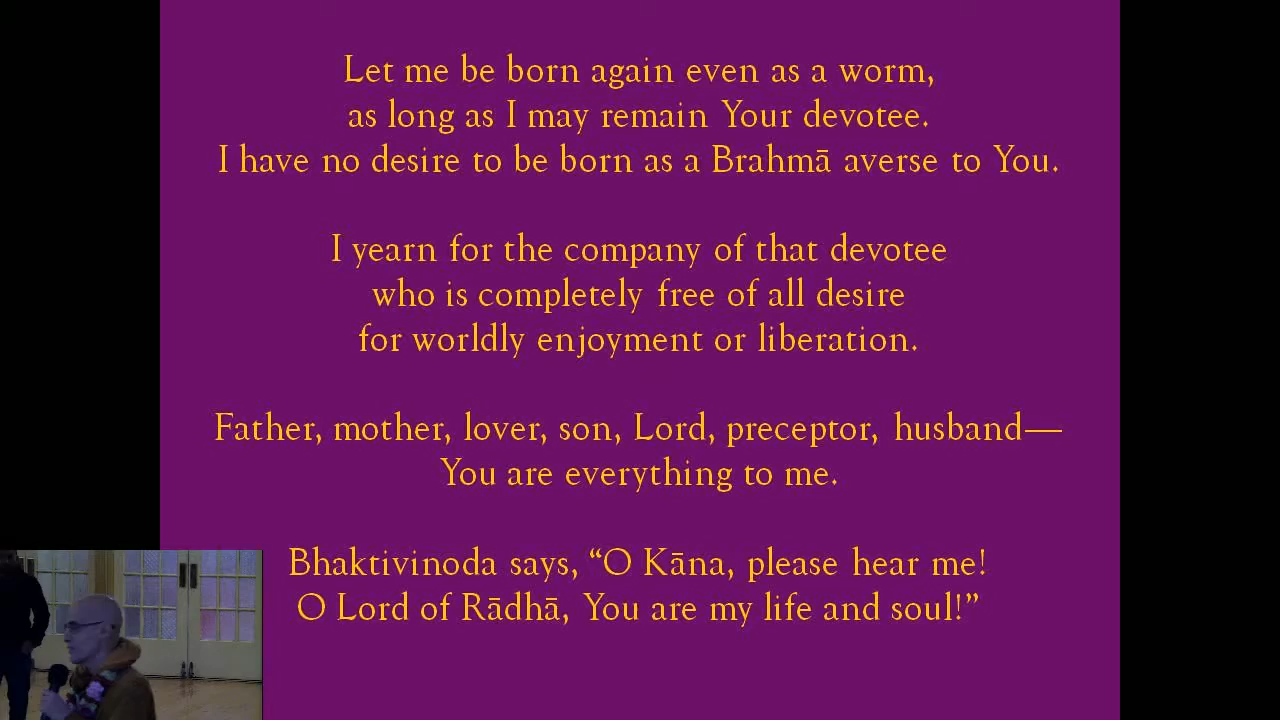 Let me be born again even as a worm,
as long as I may remain Your devotee.
I have no desire to be born as a Brahmā averse to You.
I yearn for the company of that devotee
who is completely free of all desire
for worldly enjoyment or liberation.
Father, mother, lover, son, Lord, preceptor, husband—
You are everything to me.
Bhaktivinoda says, “O Kāna, please hear me!
O Lord of Rādhā, You are my life and soul!”